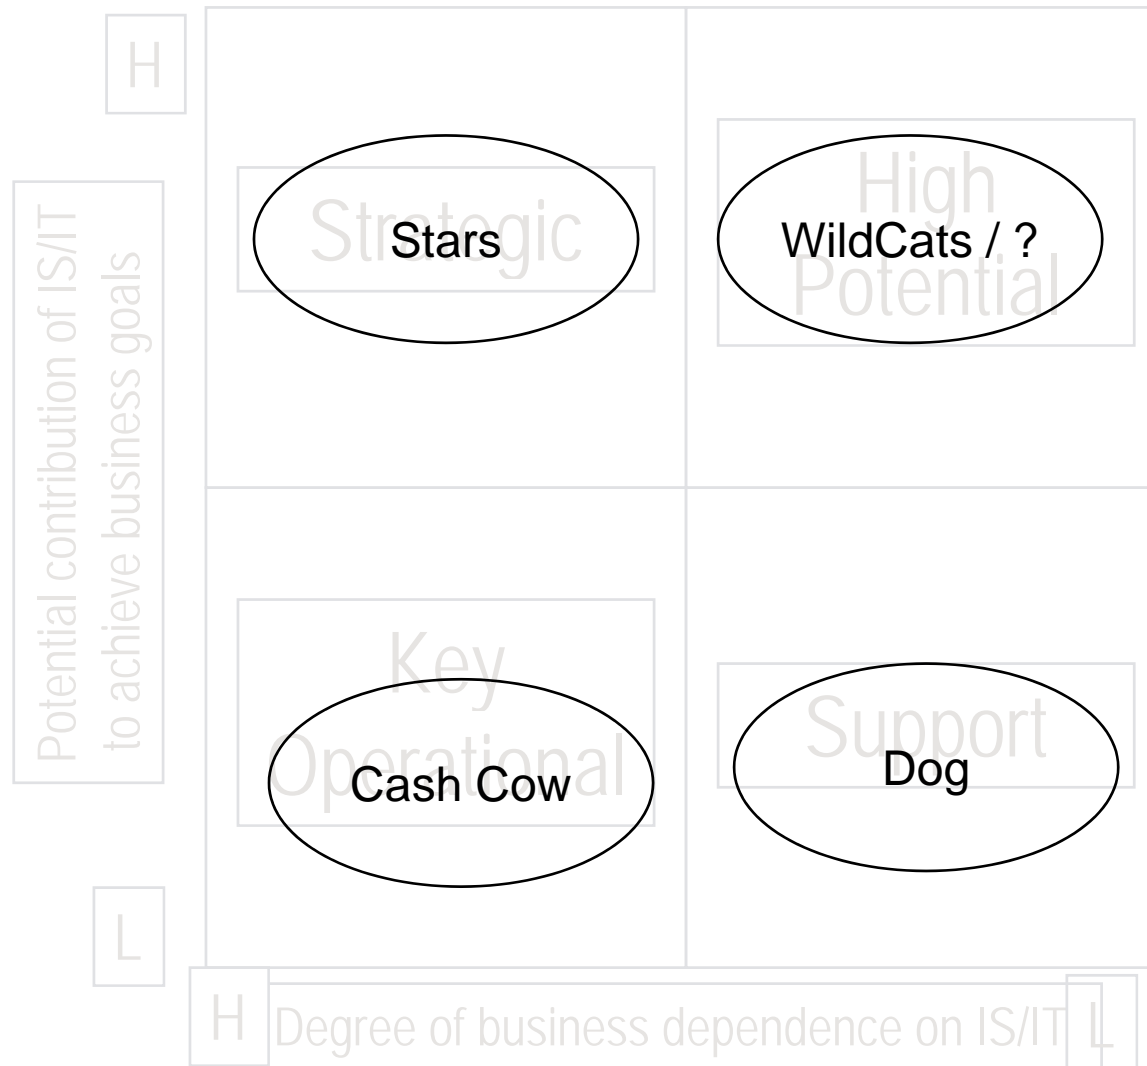 H
Strategic
Stars
High
Potential
WildCats / ?
Potential contribution of IS/IT
to achieve business goals
Key
Operational
Cash Cow
Support
Dog
L
H
Degree of business dependence on IS/IT
L